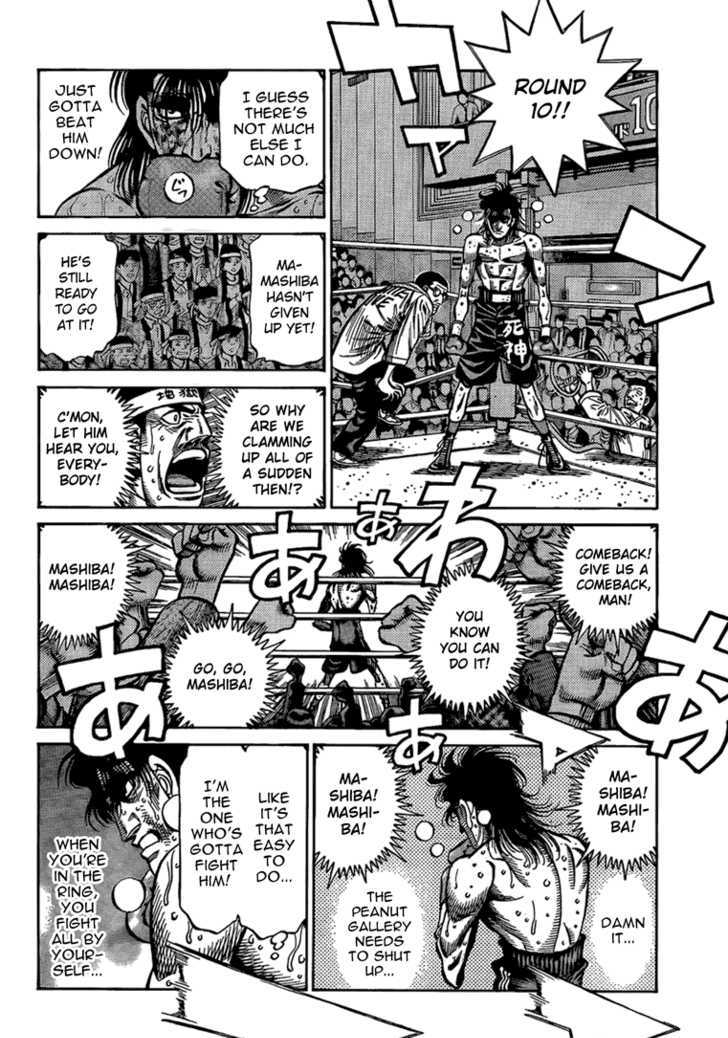 ROUND
10!!
10
死
神
I GUESS
THERE'S
NOT MUCH
ELSE I
CAN DO.
JUST
GOTTA
BEAT
HIM
DOWN!
MA-
MASHIBA
HASN'T
GIVEN
UP YET!
HE'S
STILL
READY
TO GO
AT IT!
SO WHY
ARE WE
CLAMMING
UP ALL OF
A SUDDEN
THEN!?
C'MON,
LET HIM
HEAR YOU,
EVERY-
BODY!
COMEBACK!
GIVE US A
COMEBACK,
MAN!
わあああ
YOU
KNOW
YOU CAN
DO IT!
GO, GO,
MASHIBA!
MASHIBA!
MASHIBA!
あ
あ
あ
MA-
SHIBA!
MASHI-
BA!
DAMN
IT...
MA-
SHIBA!
MASHI-
BA!
THE
PEANUT
GALLERY
NEEDS
TO SHUT
UP...
LIKE
IT'S THAT
EASY
TO
DO...
I'M
THE
ONE
WHO'S
GOTTA
FIGHT
HIM!
WHEN
YOU'RE
IN THE
RING,
YOU
FIGHT
ALL BY
YOUR-
SELF...